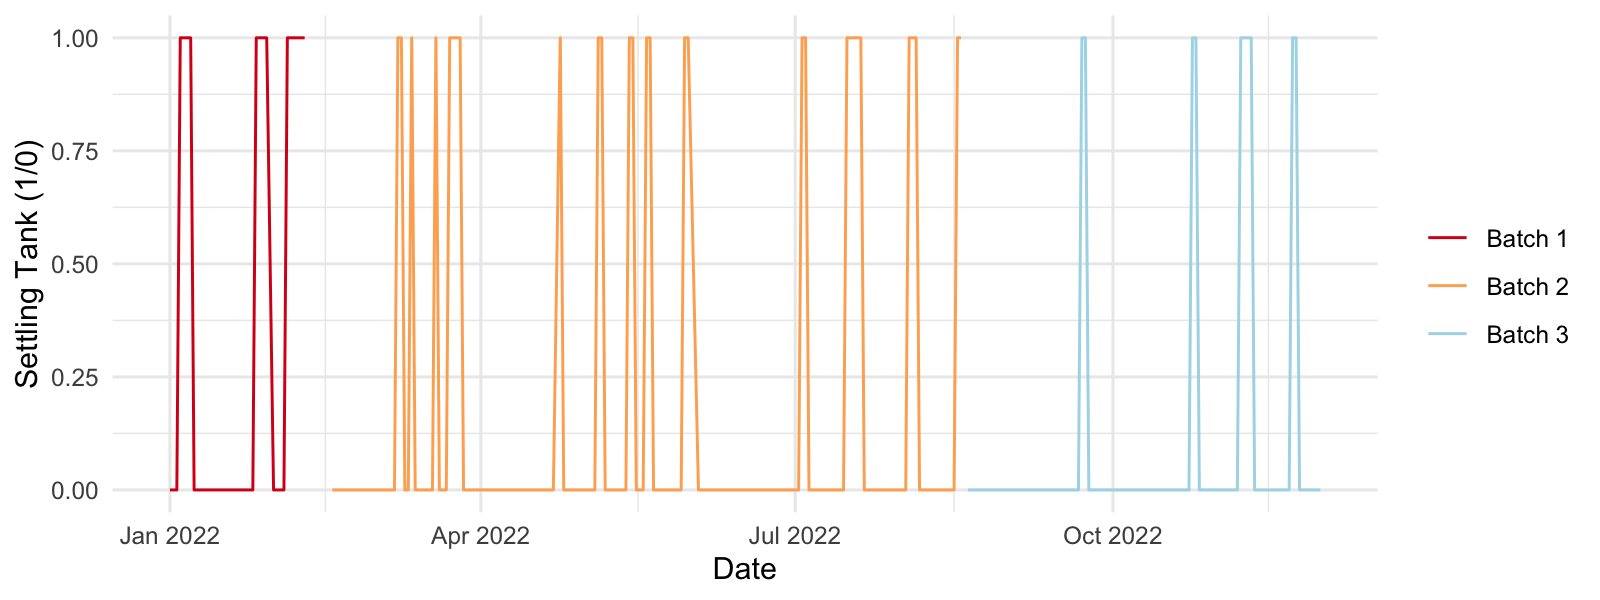 1.00
0.75
0.50
0.25
0.00
Settling Tank (1/0)
Jan 2022
Apr 2022
Jul 2022
Oct 2022
Date
Batch 1
Batch 2
Batch 3